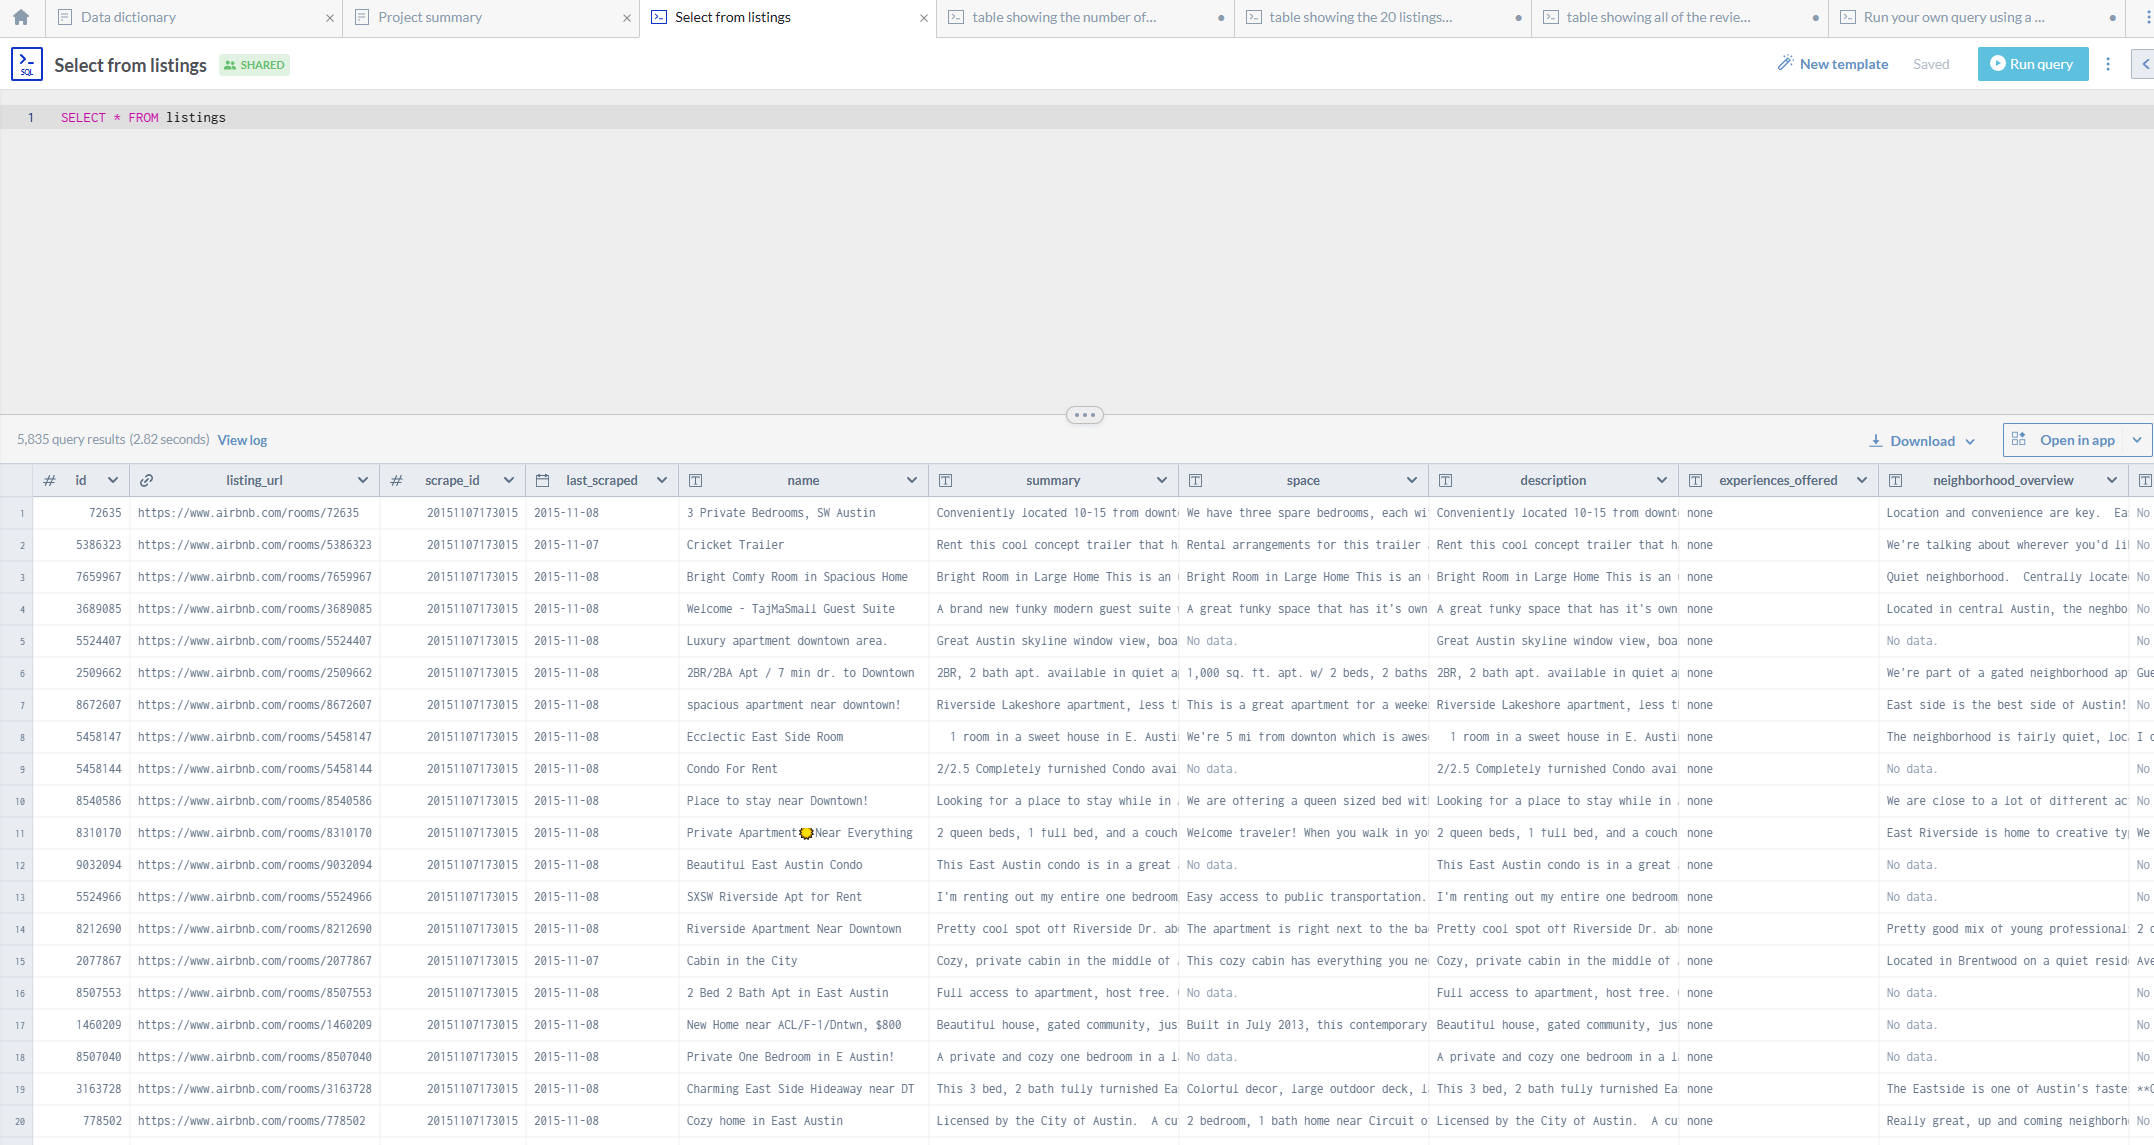 Data dictionary
Project summary
Select from listings
table showing the number of...
table showing the 20 listings...
table showing all of the revie...
Run your own query using a ...
SQL
Select from listings
SHARED
New template
Saved
Run query
1 SELECT * FROM listings
5,835 query results (2.82 seconds) View log
Download
Open in app
# id listing_url # scrape_id last_scraped name summary space description experiences_offered neighborhood_overview
1 72635 https://www.airbnb.com/rooms/72635 20151107173015 2015-11-08 3 Private Bedrooms, SW Austin Conveniently located 10-15 from downt We have three spare bedrooms, each wi Conveniently located 10-15 from downt none Location and convenience are key. Ea No
2 5386323 https://www.airbnb.com/rooms/5386323 20151107173015 2015-11-07 Cricket Trailer Rent this cool concept trailer that h Rental arrangements for this trailer Rent this cool concept trailer that h none We're talking about wherever you'd li No
3 7659967 https://www.airbnb.com/rooms/7659967 20151107173015 2015-11-08 Bright Comfy Room in Spacious Home Bright Room in Large Home This is an Bright Room in Large Home This is an Bright Room in Large Home This is an none Quiet neighborhood. Centrally locate No
4 3689085 https://www.airbnb.com/rooms/3689085 20151107173015 2015-11-08 Welcome - TajMaSmall Guest Suite A brand new funky modern guest suite A great funky space that has it's own A great funky space that has it's own none Located in central Austin, the neghbo No
5 5524407 https://www.airbnb.com/rooms/5524407 20151107173015 2015-11-08 Luxury apartment downtown area. Great Austin skyline window view, boa No data. Great Austin skyline window view, boa none No data. No
6 2509662 https://www.airbnb.com/rooms/2509662 20151107173015 2015-11-08 2BR/2BA Apt / 7 min dr. to Downtown 2BR, 2 bath apt. available in quiet a 1,000 sq. ft. apt. w/ 2 beds, 2 baths 2BR, 2 bath apt. available in quiet a none We're part of a gated neighborhood ap Gue
7 8672607 https://www.airbnb.com/rooms/8672607 20151107173015 2015-11-08 spacious apartment near downtown! Riverside Lakeshore apartment, less t This is a great apartment for a weeke Riverside Lakeshore apartment, less t none East side is the best side of Austin! No
8 5458147 https://www.airbnb.com/rooms/5458147 20151107173015 2015-11-08 Ecclectic East Side Room 1 room in a sweet house in E. Austi We're 5 mi from downton which is awes 1 room in a sweet house in E. Austi none The neighborhood is fairly quiet, loc I
9 5458144 https://www.airbnb.com/rooms/5458144 20151107173015 2015-11-08 Condo For Rent 2/2.5 Completely furnished Condo avai No data. 2/2.5 Completely furnished Condo avai none No data. No
10 8540586 https://www.airbnb.com/rooms/8540586 20151107173015 2015-11-08 Place to stay near Downtown! Looking for a place to stay while in We are offering a queen sized bed wit Looking for a place to stay while in none We are close to a lot of different ac No
11 8310170 https://www.airbnb.com/rooms/8310170 20151107173015 2015-11-08 Private Apartment Near Everything 2 queen beds, 1 full bed, and a couch Welcome traveler! When you walk in yo 2 queen beds, 1 full bed, and a couch none East Riverside is home to creative ty We
12 9032094 https://www.airbnb.com/rooms/9032094 20151107173015 2015-11-08 Beautiful East Austin Condo This East Austin condo is in a great No data. This East Austin condo is in a great none No data. No
13 5524966 https://www.airbnb.com/rooms/5524966 20151107173015 2015-11-08 SXSW Riverside Apt for Rent I'm renting out my entire one bedroom Easy access to public transportation. I'm renting out my entire one bedroom none No data. No
14 8212690 https://www.airbnb.com/rooms/8212690 20151107173015 2015-11-08 Riverside Apartment Near Downtown Pretty cool spot off Riverside Dr. ab The apartment is right next to the ba Pretty cool spot off Riverside Dr. ab none Pretty good mix of young professional 2
15 2077867 https://www.airbnb.com/rooms/2077867 20151107173015 2015-11-07 Cabin in the City Cozy, private cabin in the middle of This cozy cabin has everything you ne Cozy, private cabin in the middle of none Located in Brentwood on a quiet resid Ave
16 8507553 https://www.airbnb.com/rooms/8507553 20151107173015 2015-11-08 2 Bed 2 Bath Apt in East Austin Full access to apartment, host free. No data. Full access to apartment, host free. none No data. No
17 1460209 https://www.airbnb.com/rooms/1460209 20151107173015 2015-11-08 New Home near ACL/F-1/Dntwn, $800 Beautiful house, gated community, jus Built in July 2013, this contemporary Beautiful house, gated community, jus none No data. No
18 8507040 https://www.airbnb.com/rooms/8507040 20151107173015 2015-11-08 Private One Bedroom in E Austin! A private and cozy one bedroom in a l No data. A private and cozy one bedroom in a l none No data. No
19 3163728 https://www.airbnb.com/rooms/3163728 20151107173015 2015-11-08 Charming East Side Hideaway near DT This 3 bed, 2 bath fully furnished Ea Colorful decor, large outdoor deck, l This 3 bed, 2 bath fully furnished Ea none The Eastside is one of Austin's faste **
20 778502 https://www.airbnb.com/rooms/778502 20151107173015 2015-11-08 Cozy home in East Austin Licensed by the City of Austin. A cu 2 bedroom, 1 bath home near Circuit o Licensed by the City of Austin. A cu none Really great, up and coming neighborh No